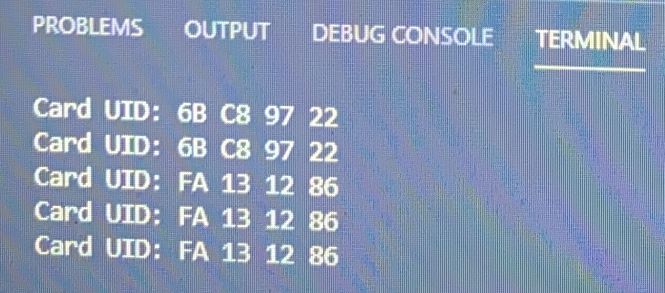 PROBLEMS OUTPUT DEBUG CONSOLE TERMINAL
Card UID: 6B C8 97 22
Card UID: 6B C8 97 22
Card UID: FA 13 12 86
Card UID: FA 13 12 86
Card UID: FA 13 12 86